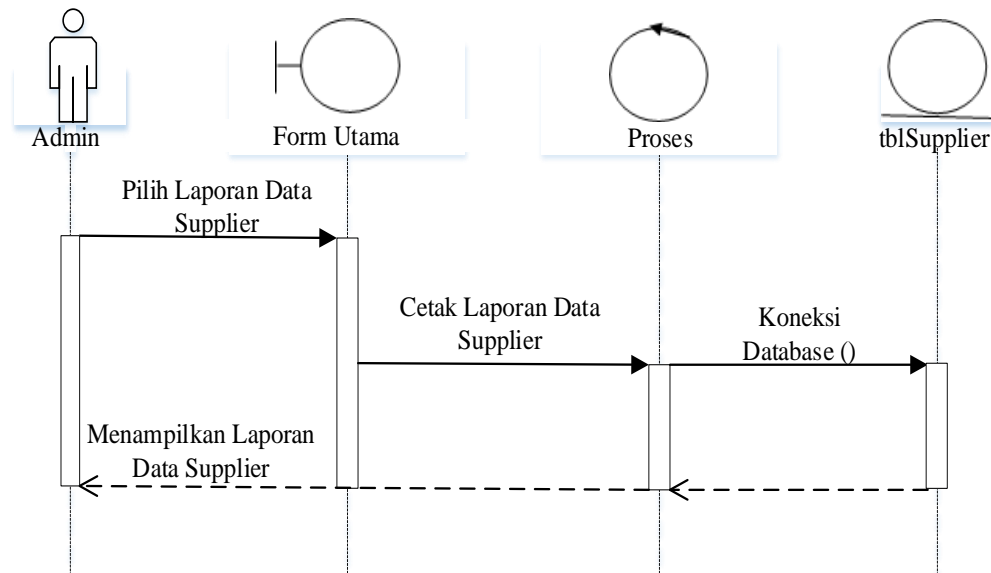 Admin
Form Utama
Proses
tblSupplier
Pilih Laporan Data
Supplier
Cetak Laporan Data
Supplier
Koneksi
Database ()
Menampilkan Laporan
Data Supplier